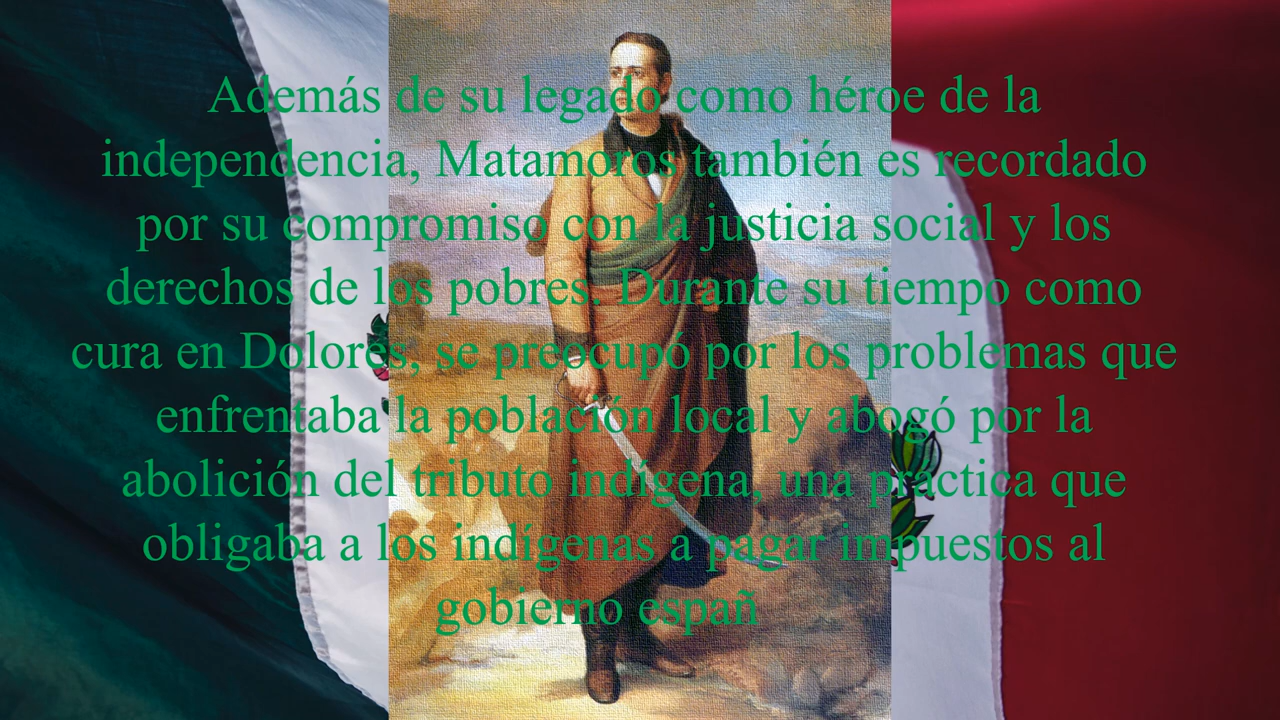 Además de su legado como héroe de la
independencia, Matamoros también es recordado
por su compromiso con la justicia social y los
derechos de los pobres. Durante su tiempo como
cura en Dolores, se preocupó por los problemas que
enfrentaba la población local y abogó por la
abolición del tributo indígena, una práctica que
obligaba a los indígenas a pagar impuestos al
gobierno españ